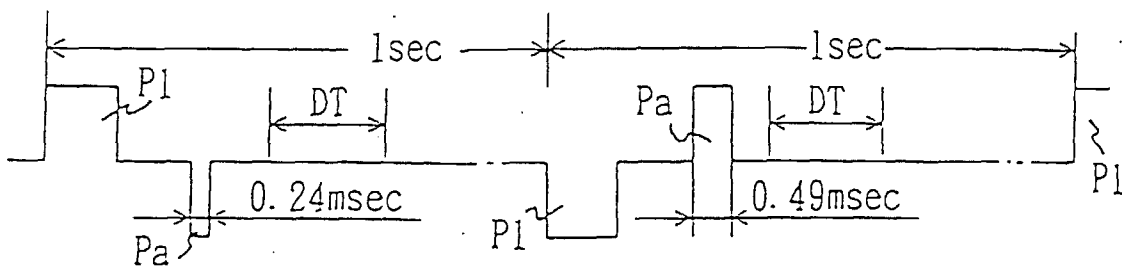 1sec 1sec
P1 DT Pa DT P1
0.24msec 0.49msec
Pa P1